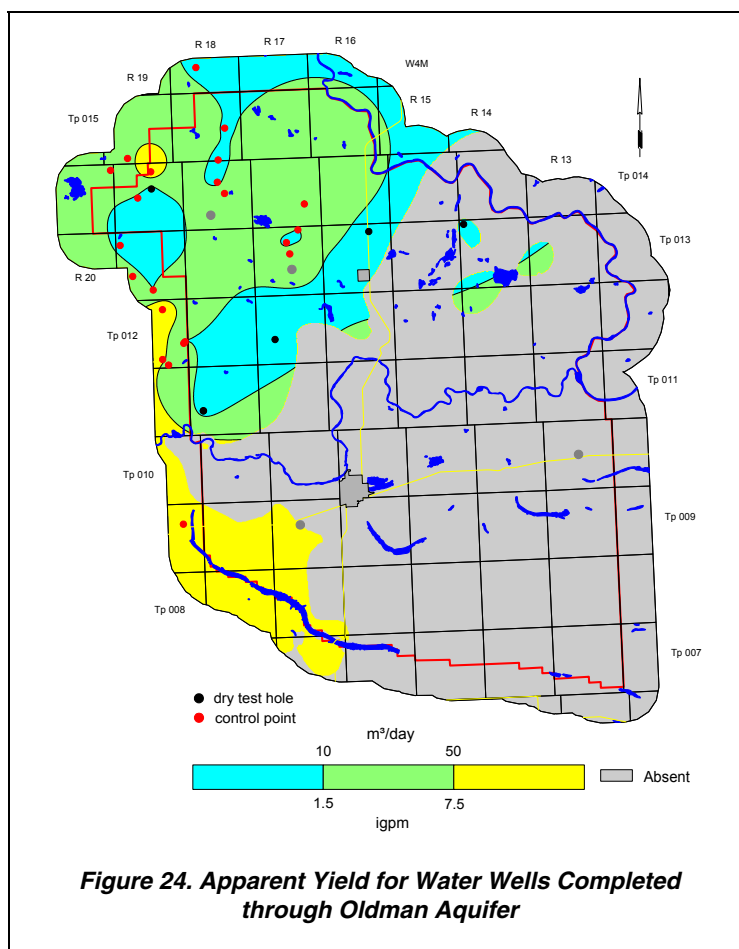 R 18
R 17
R 16
W4M
R 19
R 15
R 14
Tp 015
R 13
Tp 014
Tp 013
R 20
Tp 012
Tp 011
Tp 010
Tp 009
Tp 008
Tp 007
dry test hole
control point
m³/day
10
50
Absent
1.5
7.5
igpm
Figure 24. Apparent Yield for Water Wells Completed
through Oldman Aquifer